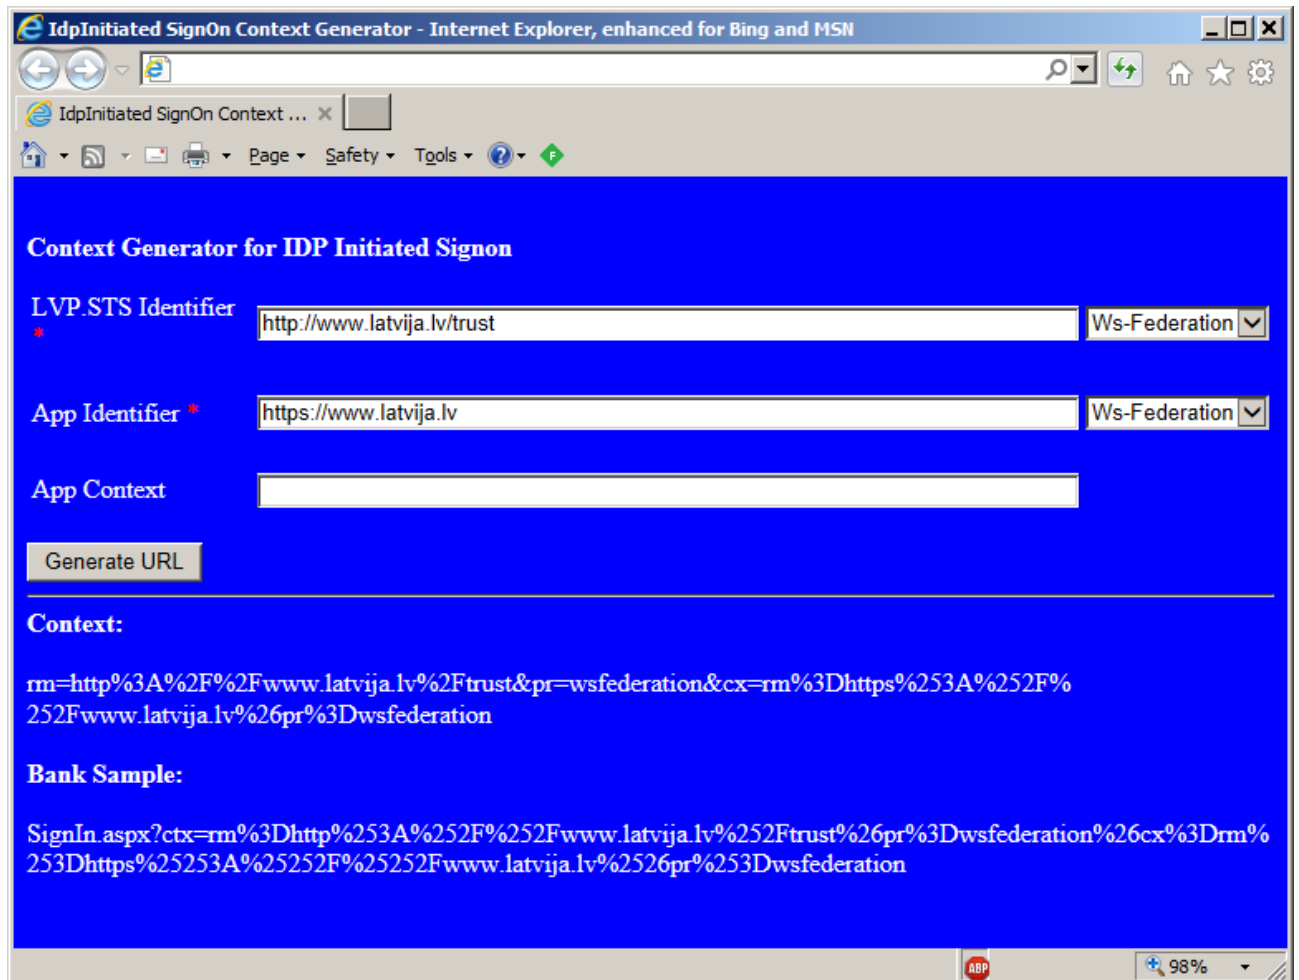 IdpInitiated SignOn Context Generator - Internet Explorer, enhanced for Bing and MSN
IdpInitiated SignOn Context ...
Page Safety Tools
Context Generator for IDP Initiated Signon
LVP.STS Identifier
*
http://www.latvija.lv/trust Ws-Federation
App Identifier * https://www.latvija.lv Ws-Federation
App Context
Generate URL
Context:
rm=http%3A%2F%2Fwww.latvija.lv%2Ftrust&pr=wsfederation&cx=rm%3Dhttps%253A%252F%
252Fwww.latvija.lv%26pr%3Dwsfederation
Bank Sample:
SignIn.aspx?ctx=rm%3Dhttp%253A%252F%252Fwww.latvija.lv%252Ftrust%26pr%3Dwsfederation%26cx%3Drm%
253Dhttps%25253A%25252F%25252Fwww.latvija.lv%2526pr%253Dwsfederation
ABP 98%